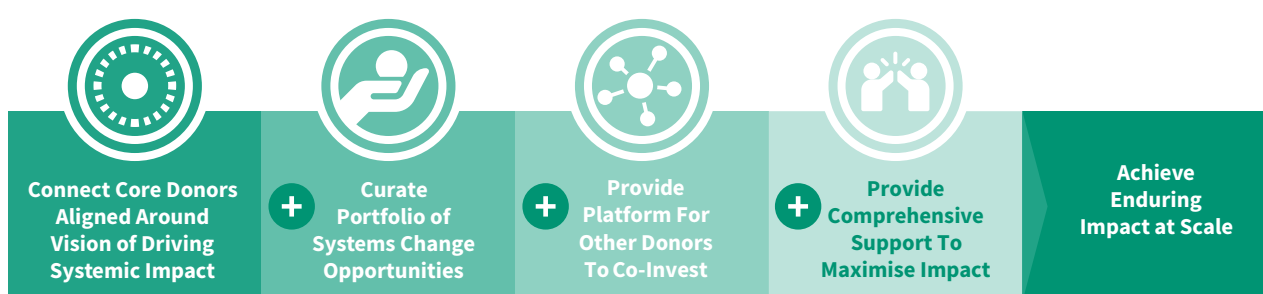 Connect Core Donors
Aligned Around
Vision of Driving
Systemic Impact
+
Curate
Portfolio of
Systems Change
Opportunities
+
Provide
Platform For
Other Donors
To Co-Invest
+
Provide
Comprehensive
Support To
Maximise Impact
Achieve
Enduring
Impact at Scale